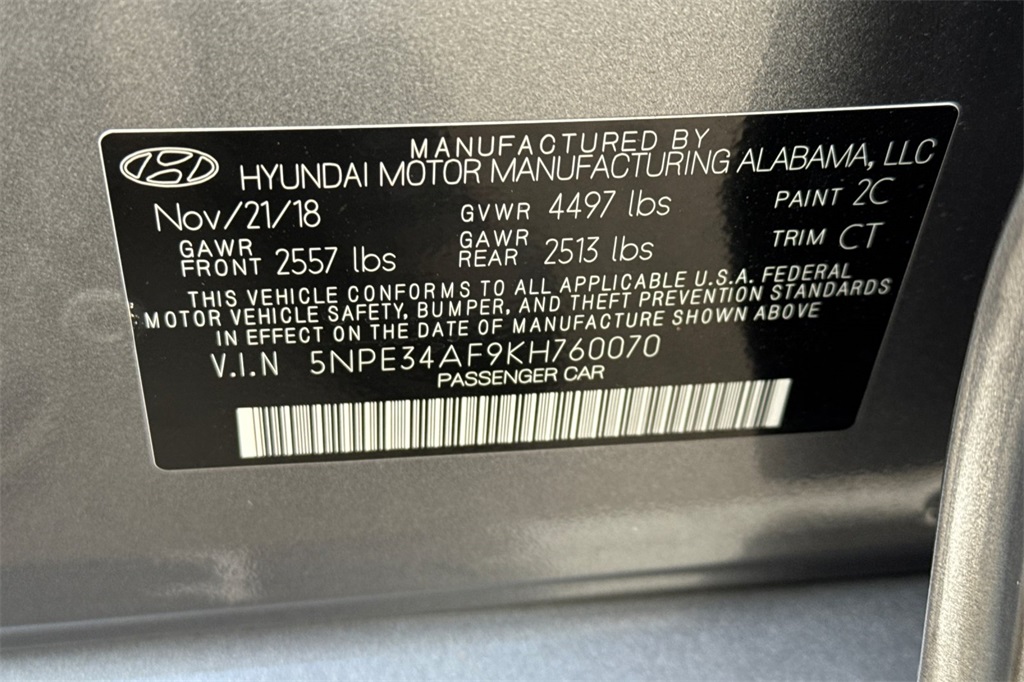 MANUFACTURED BY
HYUNDAI MOTOR MANUFACTURING ALABAMA, LLC
Nov/21/18 GVWR 4497 lbs PAINT 2C
GAWR FRONT 2557 lbs GAWR REAR 2513 lbs TRIM CT
THIS VEHICLE CONFORMS TO ALL APPLICABLE U.S.A. FEDERAL
MOTOR VEHICLE SAFETY, BUMPER, AND THEFT PREVENTION STANDARDS
IN EFFECT ON THE DATE OF MANUFACTURE SHOWN ABOVE
V.I.N 5NPE34AF9KH760070
PASSENGER CAR